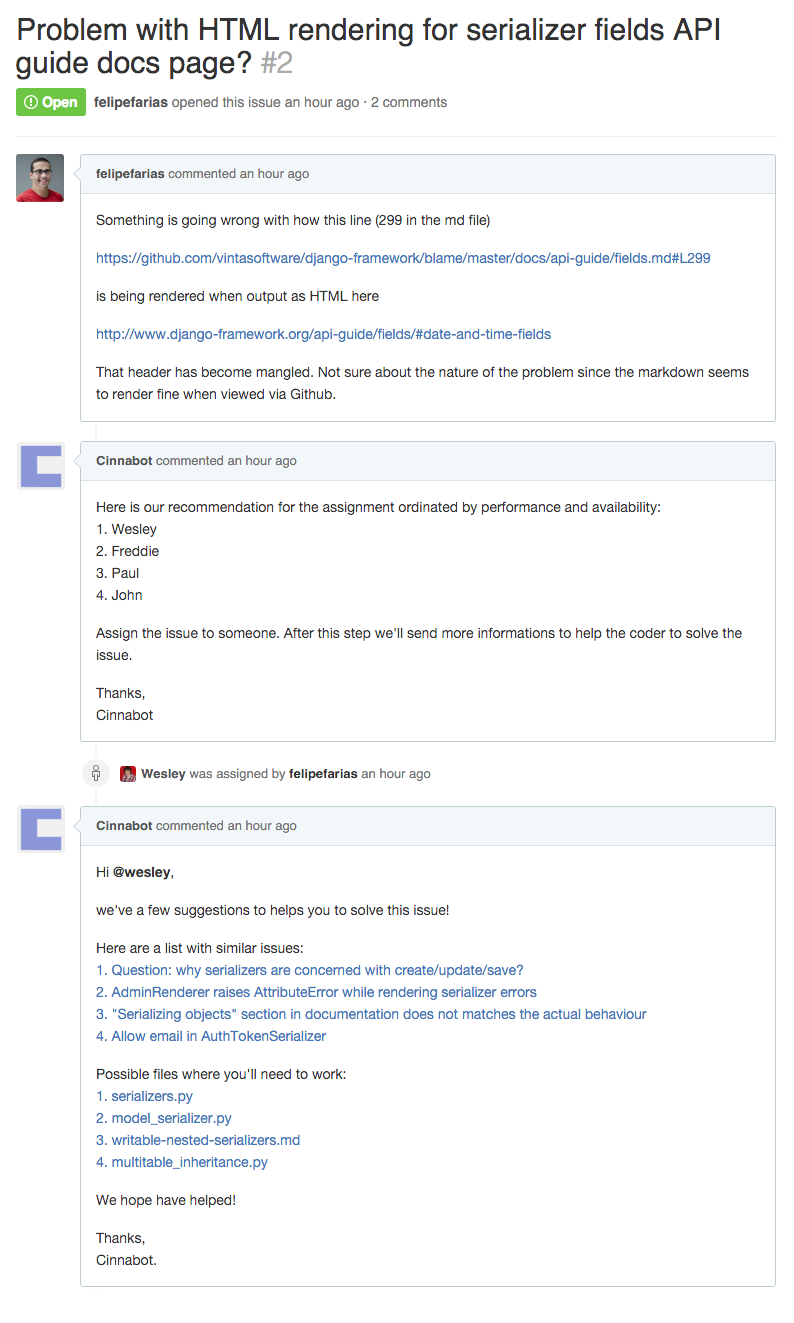 Problem with HTML rendering for serializer fields API
guide docs page? #2
Open felipefarias opened this issue an hour ago · 2 comments
felipefarias commented an hour ago
Something is going wrong with how this line (299 in the md file)
https://github.com/vintasoftware/django-framework/blame/master/docs/api-guide/fields.md#L299
is being rendered when output as HTML here
http://www.django-framework.org/api-guide/fields/#date-and-time-fields
That header has become mangled. Not sure about the nature of the problem since the markdown seems
to render fine when viewed via Github.
Cinnabot commented an hour ago
Here is our recommendation for the assignment ordinated by performance and availability:
1. Wesley
2. Freddie
3. Paul
4. John
Assign the issue to someone. After this step we'll send more informations to help the coder to solve the
issue.
Thanks,
Cinnabot
Wesley was assigned by felipefarias an hour ago
Cinnabot commented an hour ago
Hi @wesley,
we've a few suggestions to helps you to solve this issue!
Here are a list with similar issues:
1. Question: why serializers are concerned with create/update/save?
2. AdminRenderer raises AttributeError while rendering serializer errors
3. "Serializing objects" section in documentation does not matches the actual behaviour
4. Allow email in AuthTokenSerializer
Possible files where you'll need to work:
1. serializers.py
2. model_serializer.py
3. writable-nested-serializers.md
4. multitable_inheritance.py
We hope have helped!
Thanks,
Cinnabot.